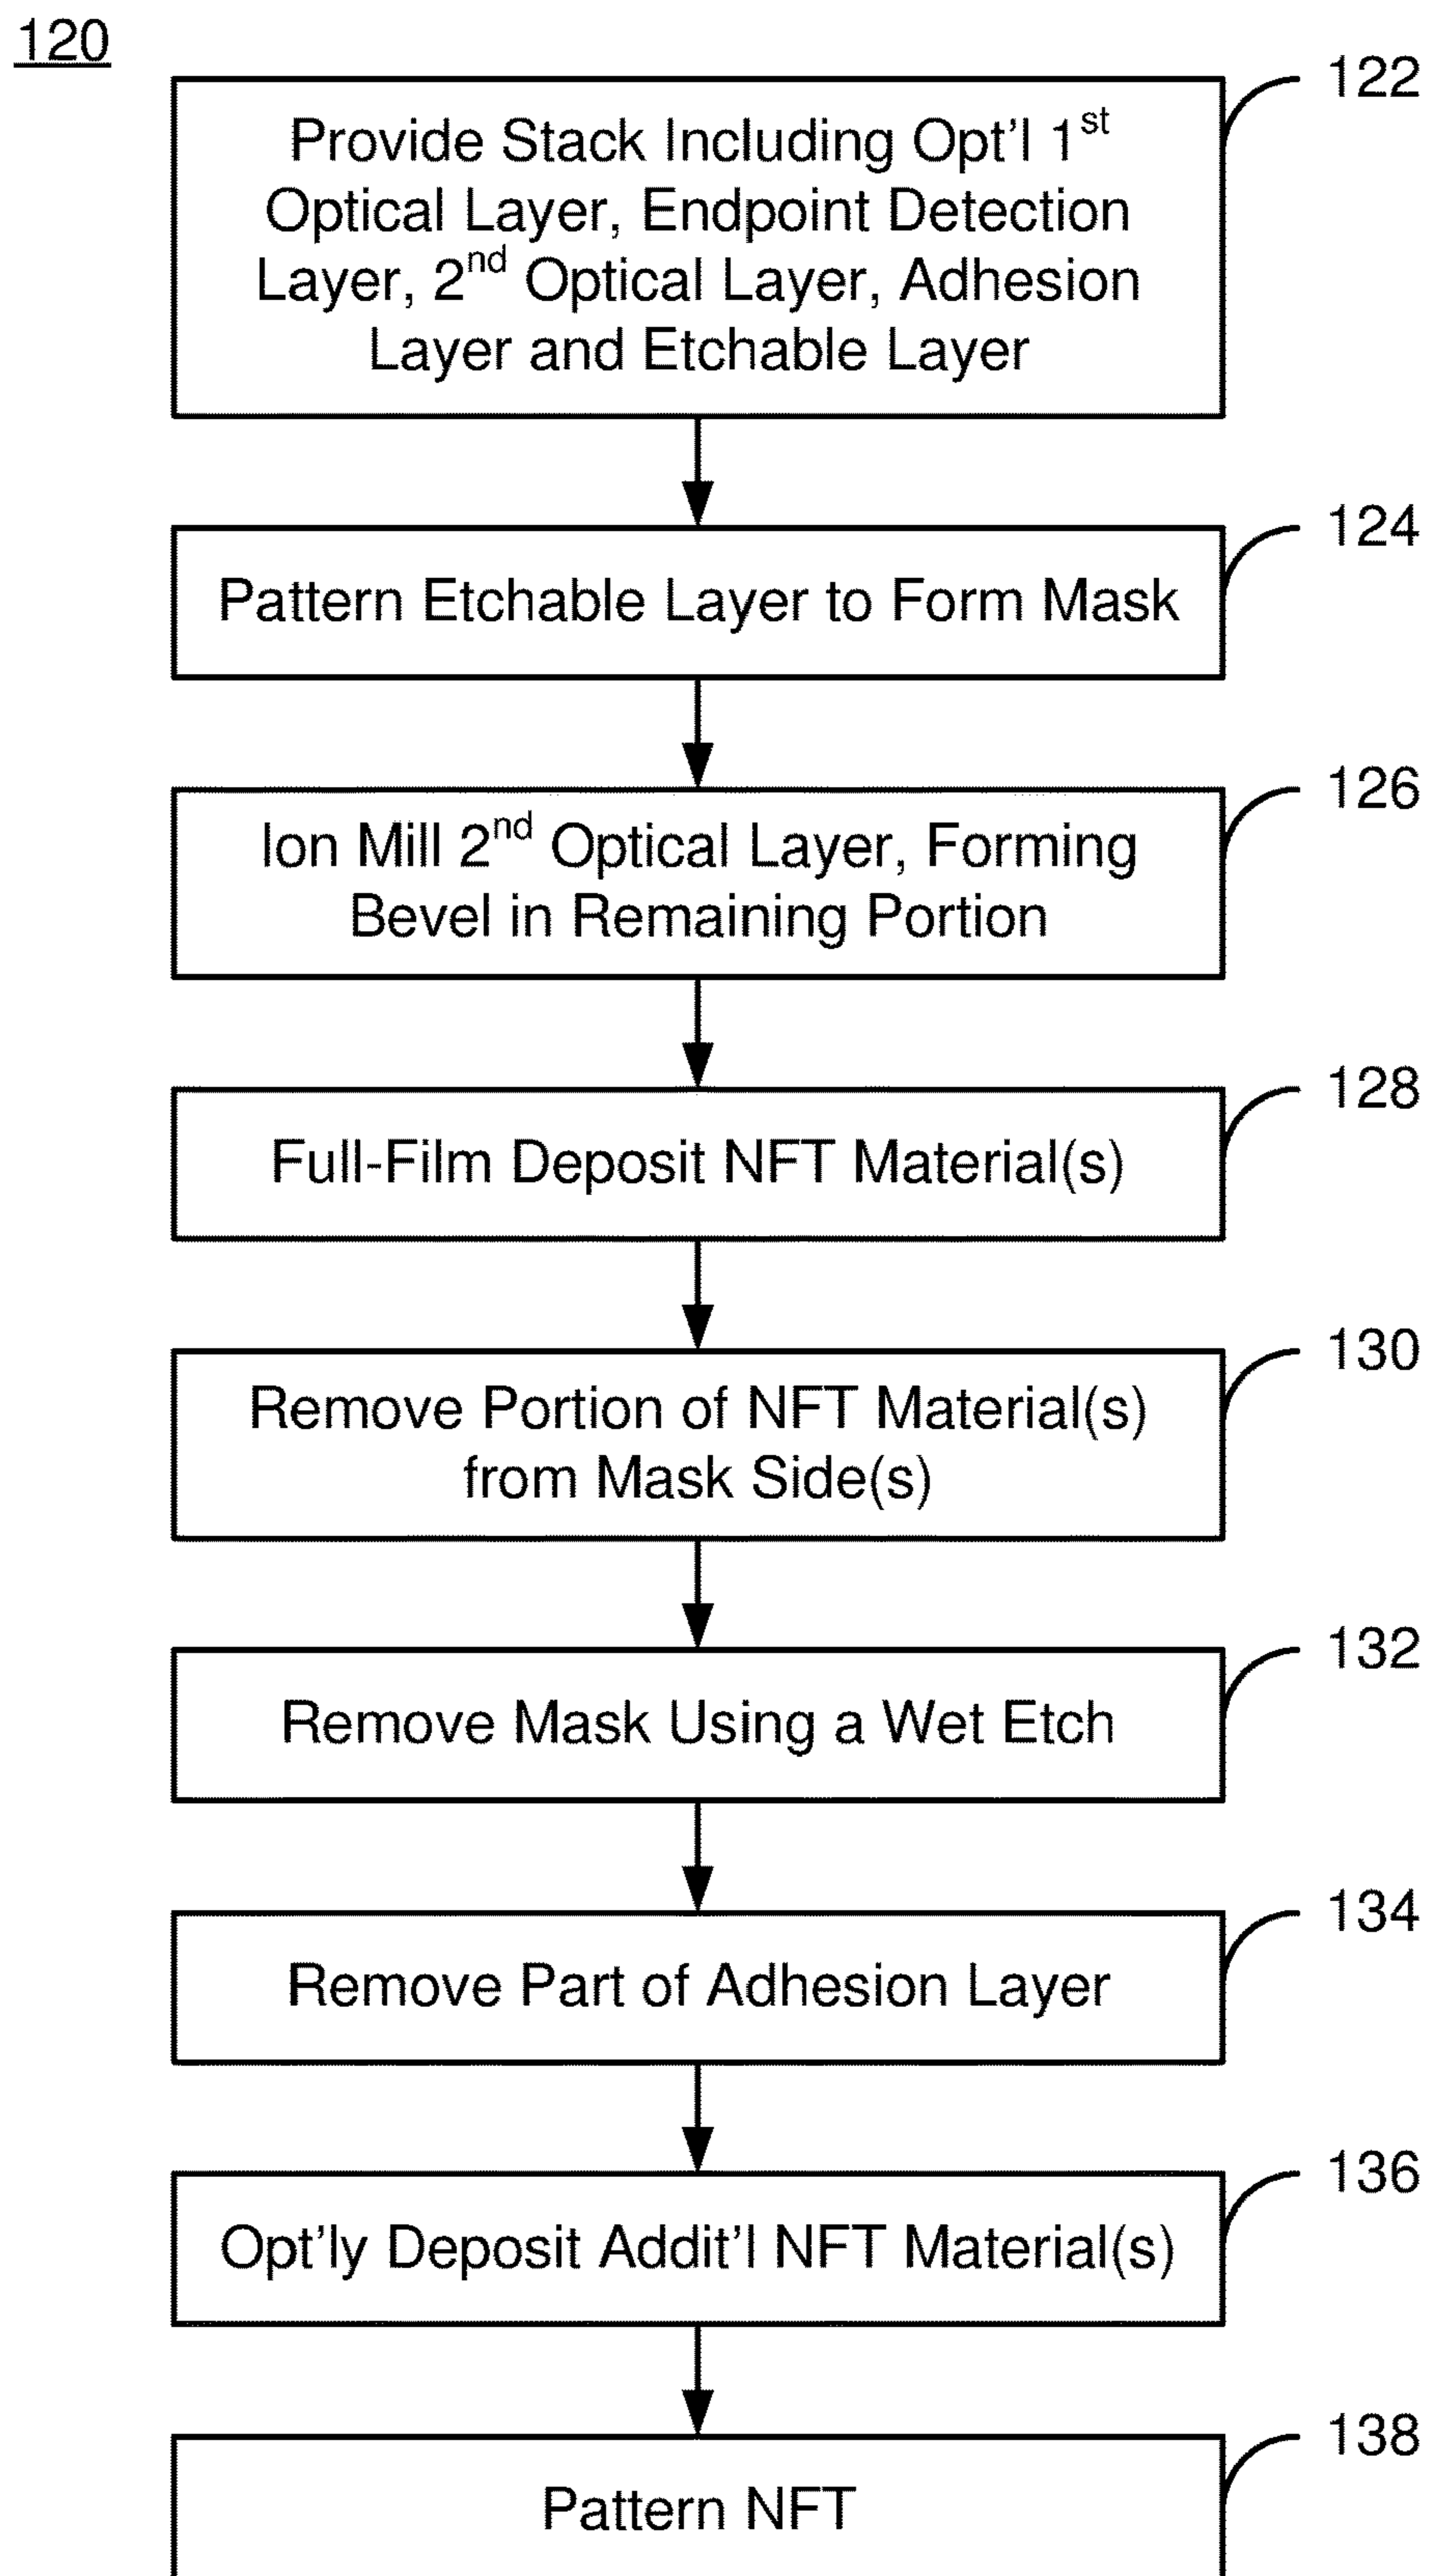 120
122
Provide Stack Including Opt'l 1st
Optical Layer, Endpoint Detection
Layer, 2nd Optical Layer, Adhesion
Layer and Etchable Layer
124
Pattern Etchable Layer to Form Mask
126
Ion Mill 2nd Optical Layer, Forming
Bevel in Remaining Portion
128
Full-Film Deposit NFT Material(s)
130
Remove Portion of NFT Material(s)
from Mask Side(s)
132
Remove Mask Using a Wet Etch
134
Remove Part of Adhesion Layer
136
Opt'ly Deposit Addit'l NFT Material(s)
138
Pattern NFT